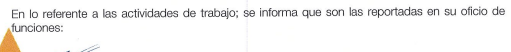 En lo referente a las actividades de trabajo; se informa que son las reportadas en su oficio de
funciones: